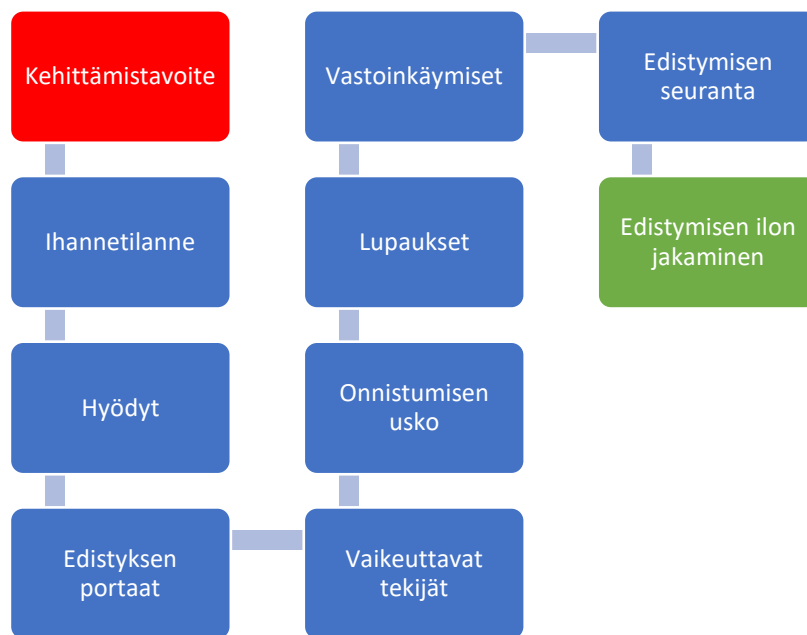 Kehittämistavoite
Ihannetilanne
Hyödyt
Edistyksen
portaat
Vaikeuttavat
tekijät
Onnistumisen
usko
Lupaukset
Vastoinkäymiset
Edistymisen
seuranta
Edistymisen ilon
jakaminen